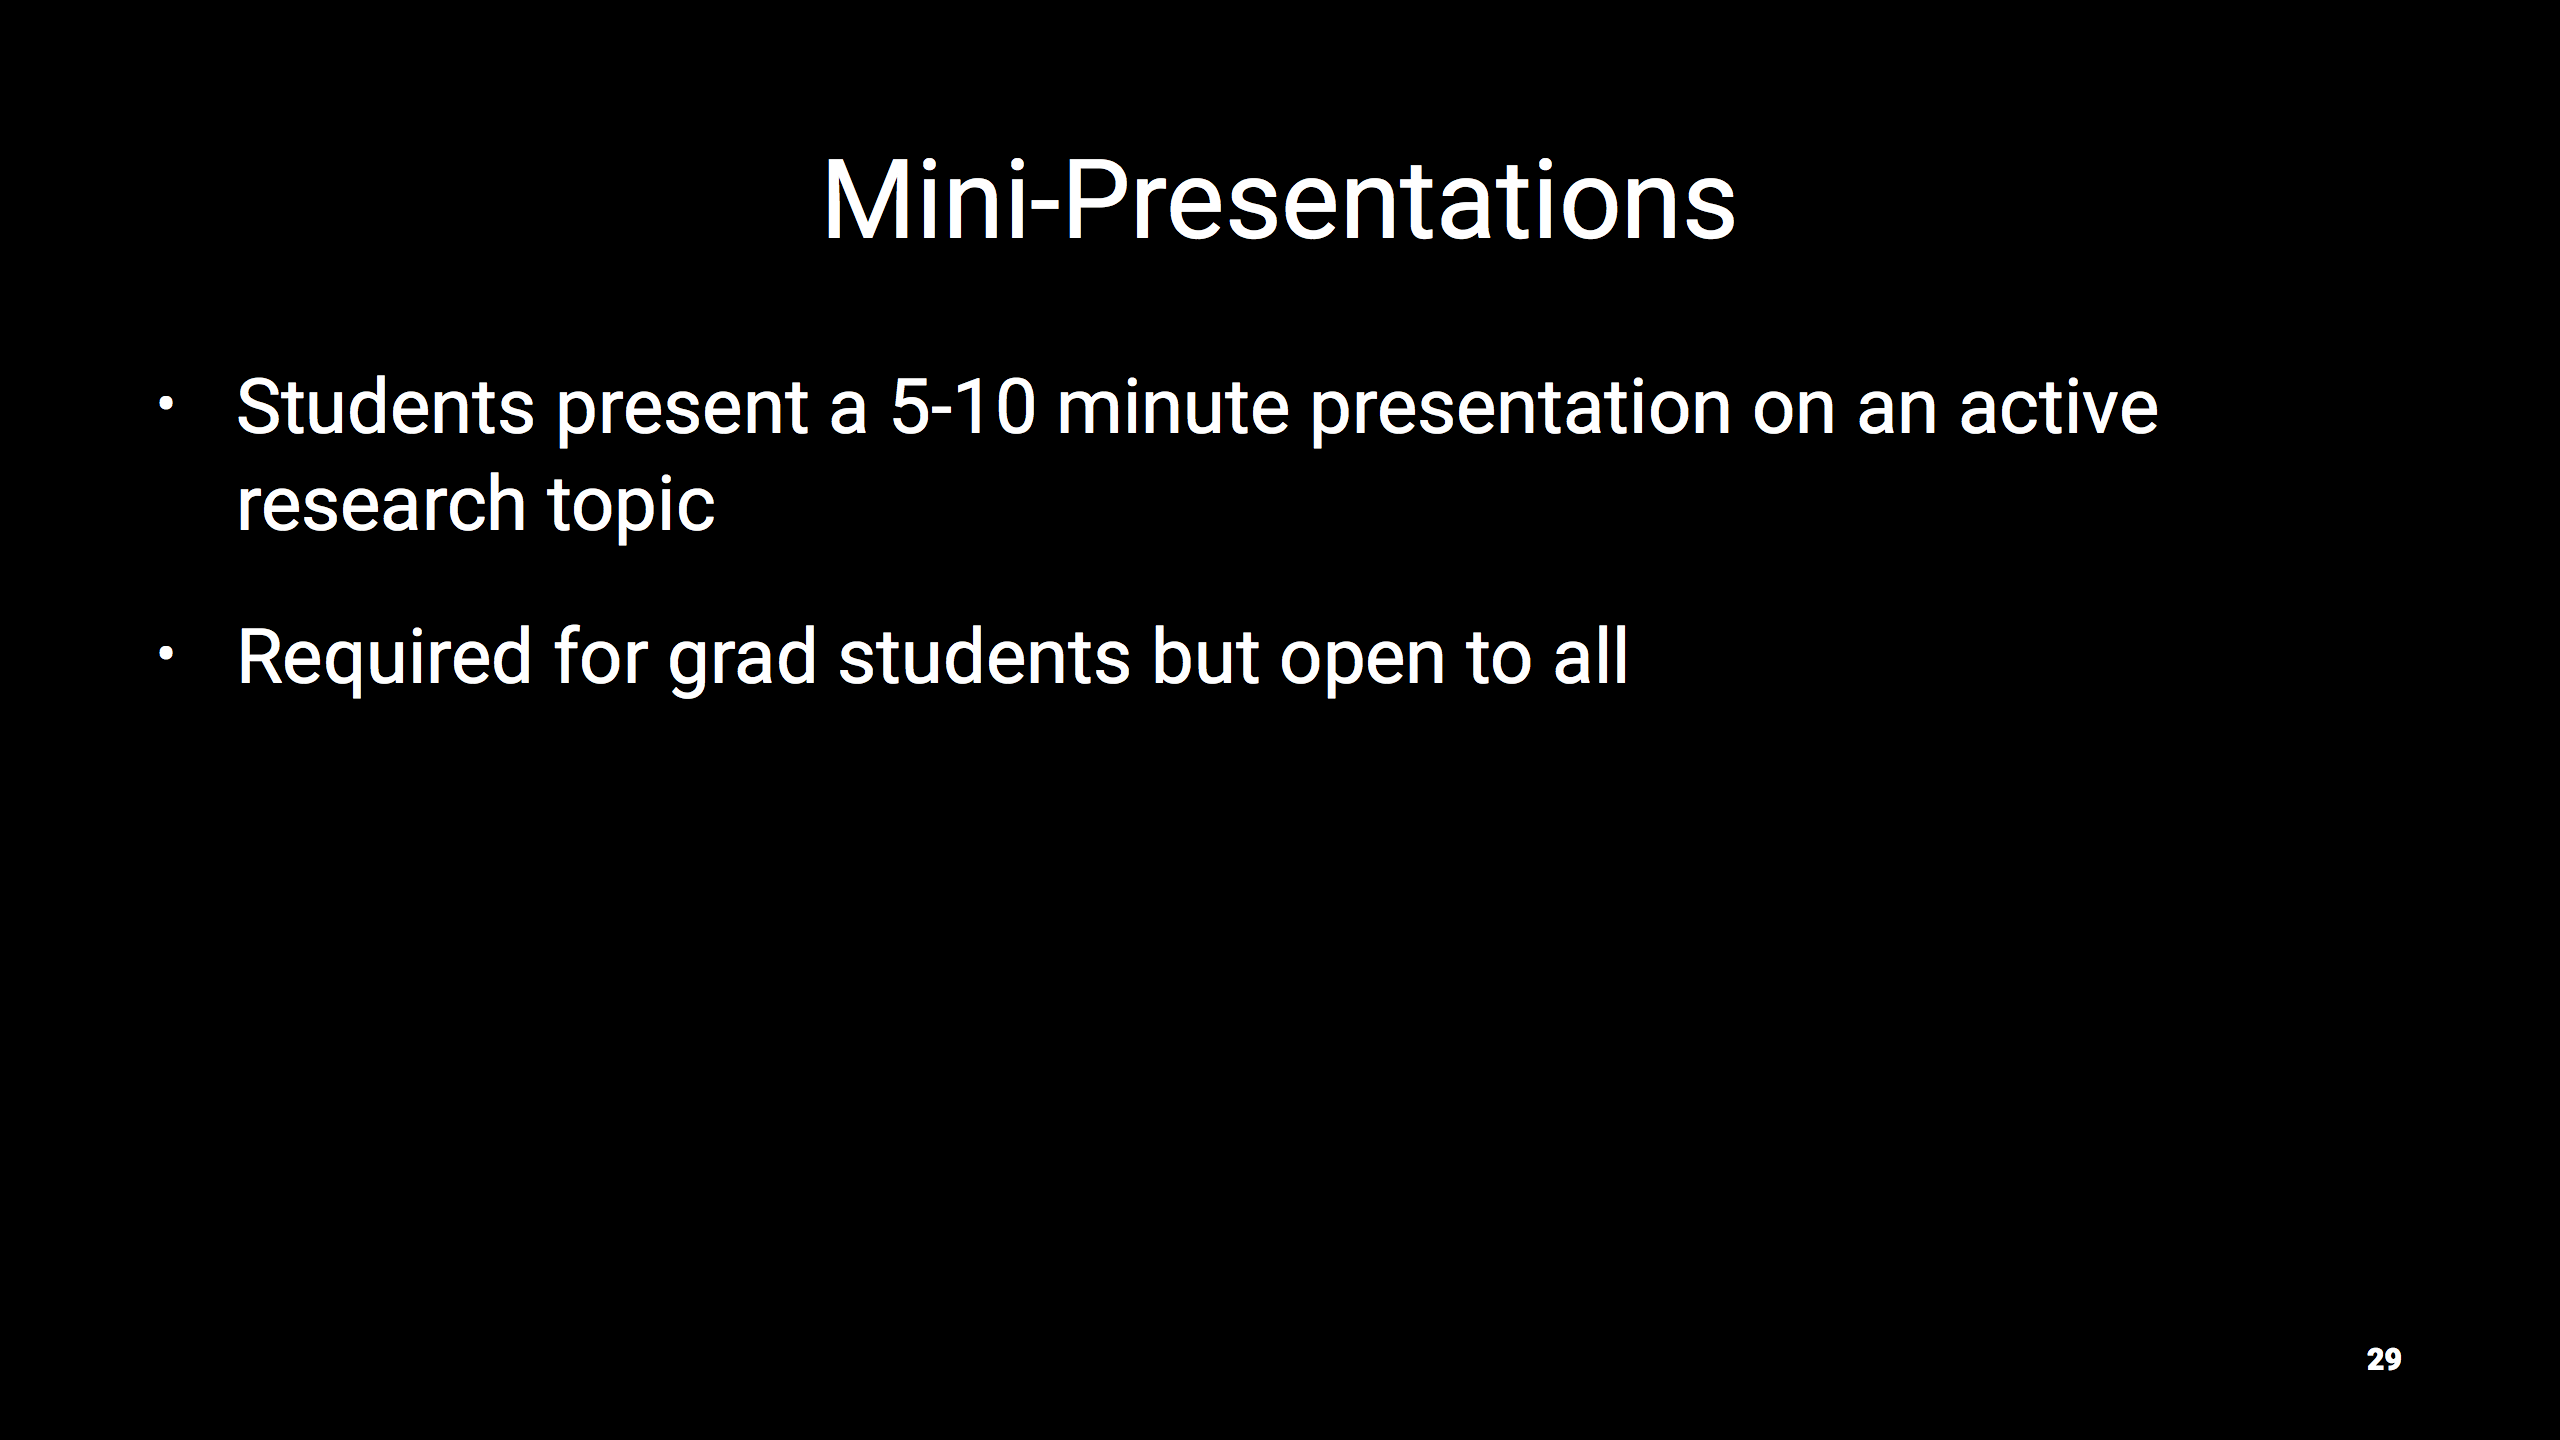 Mini-Presentations
• Students present a 5-10 minute presentation on an active
research topic
• Required for grad students but open to all
29